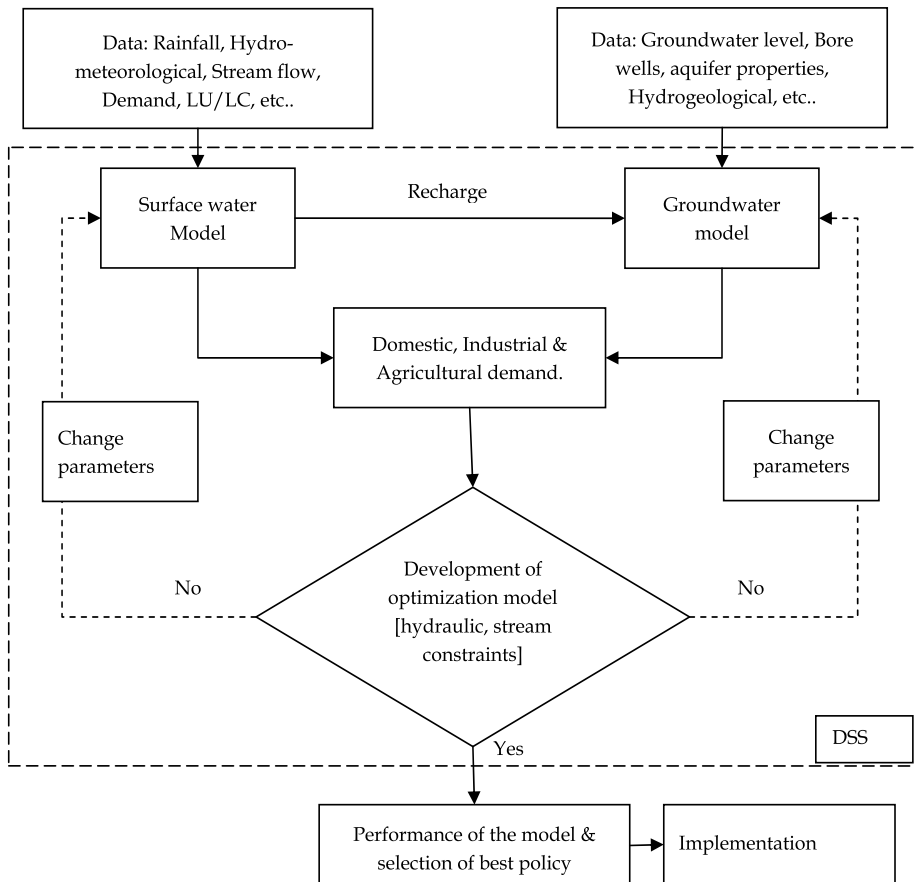 Data: Rainfall, Hydro-
meteorological, Stream flow,
Demand, LU/LC, etc..
Data: Groundwater level, Bore
wells, aquifer properties,
Hydrogeological, etc..
Surface water
Model
Recharge
Groundwater
model
Domestic, Industrial &
Agricultural demand.
Change
parameters
Change
parameters
Development of
optimization model
[hydraulic, stream
constraints]
No
No
Yes
DSS
Performance of the model &
selection of best policy
Implementation